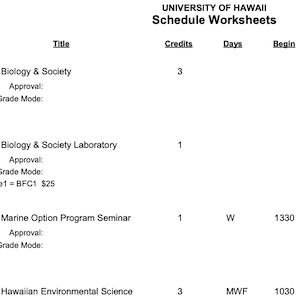 UNIVERSITY OF HAWAII
Schedule Worksheets
Title Credits Days Begin
Biology & Society 3
Approval:
Grade Mode:
Biology & Society Laboratory 1
Approval:
Grade Mode:
e1 = BFC1 $25
Marine Option Program Seminar 1 W 1330
Approval:
Grade Mode:
Hawaiian Environmental Science 3 MWF 1030